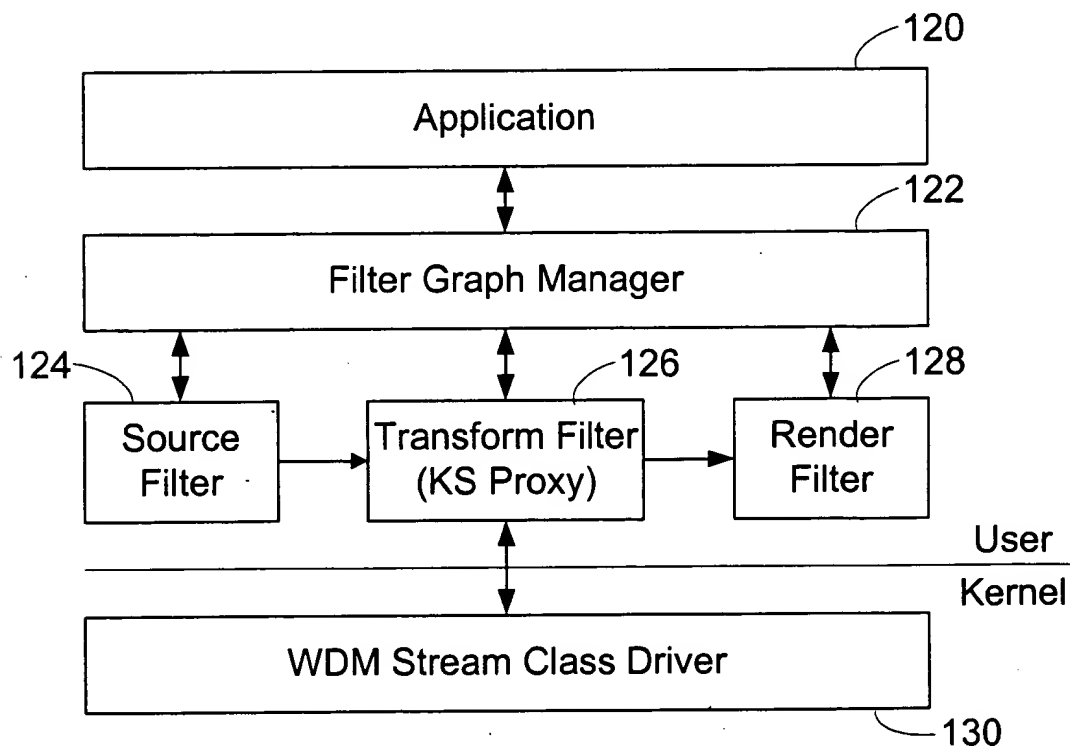 120
Application
122
Filter Graph Manager
124
126
128
Source
Filter
Transform Filter
(KS Proxy)
Render
Filter
User
Kernel
WDM Stream Class Driver
130